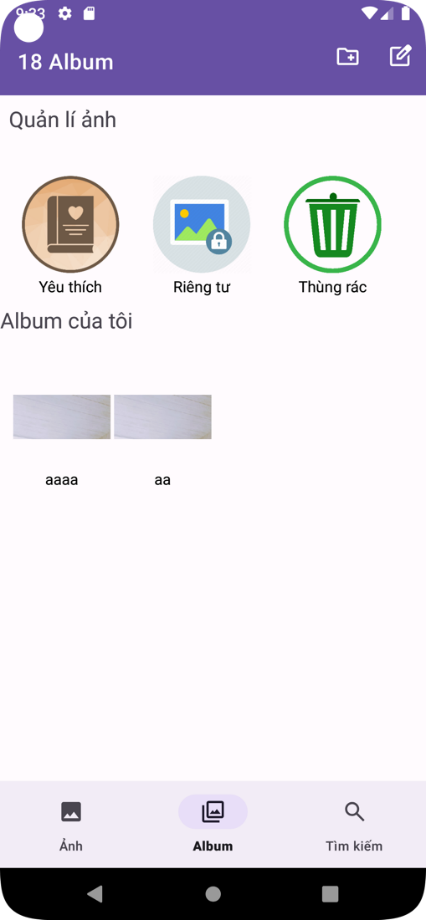 18 Album
Quản lí ảnh
Yêu thích
Riêng tư
Thùng rác
Album của tôi
aaaa
aa
Ảnh
Album
Tìm kiếm